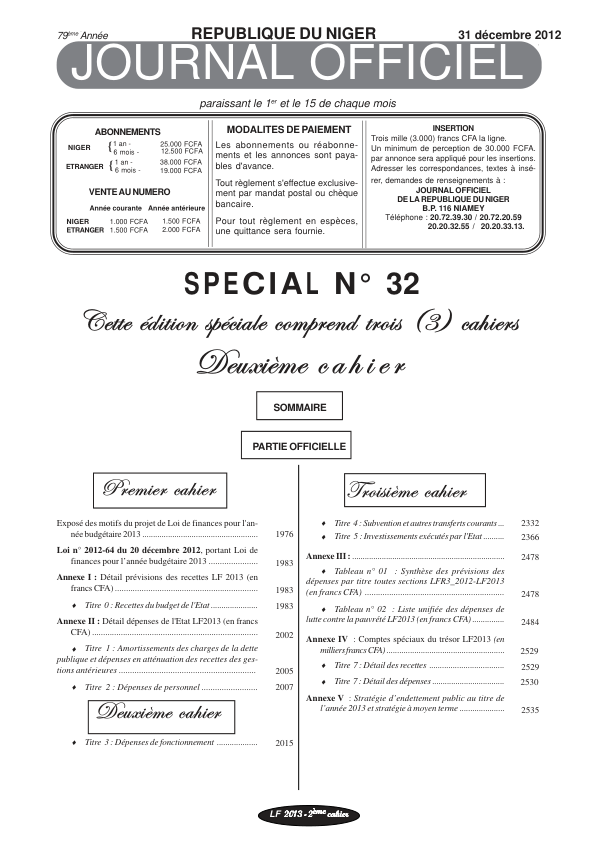 79ème Année REPUBLIQUE DU NIGER 31 décembre 2012
JOURNAL OFFICIEL
paraissant le 1er et le 15 de chaque mois
ABONNEMENTS
NIGER { 1 an - 25.000 FCFA
6 mois - 12.500 FCFA
ETRANGER { 1 an - 38.000 FCFA
6 mois - 19.000 FCFA
VENTE AU NUMERO
Année courante Année antérieure
NIGER 1.000 FCFA 1.500 FCFA
ETRANGER 1.500 FCFA 2.000 FCFA
MODALITES DE PAIEMENT
Les abonnements ou réabonne-
ments et les annonces sont paya-
bles d'avance.
Tout règlement s'effectue exclusive-
ment par mandat postal ou chèque
bancaire.
Pour tout règlement en espèces,
une quittance sera fournie.
INSERTION
Trois mille (3.000) francs CFA la ligne.
Un minimum de perception de 30.000 FCFA.
par annonce sera appliqué pour les insertions.
Adresser les correspondances, textes à insé-
rer, demandes de renseignements à :
JOURNAL OFFICIEL
DE LA REPUBLIQUE DU NIGER
B.P. 116 NIAMEY
Téléphone : 20.72.39.30 / 20.72.20.59
20.20.32.55 / 20.20.33.13.
SPECIAL N° 32
Cette édition spéciale comprend trois (3) cahiers
Deuxième cahier
SOMMAIRE
PARTIE OFFICIELLE
Premier cahier
Exposé des motifs du projet de Loi de finances pour l'an-
née budgétaire 2013 ........ 1976
Loi n° 2012-64 du 20 décembre 2012, portant Loi de
finances pour l'année budgétaire 2013 ........ 1983
Annexe I : Détail prévisions des recettes LF 2013 (en
francs CFA) ........ 1983
♦ Titre 0 : Recettes du budget de l'Etat ........ 1983
Annexe II : Détail dépenses de l'Etat LF2013 (en francs
CFA) ........ 2002
♦ Titre 1 : Amortissements des charges de la dette
publique et dépenses en atténuation des recettes des ges-
tions antérieures ........ 2005
♦ Titre 2 : Dépenses de personnel ........ 2007
Deuxième cahier
♦ Titre 3 : Dépenses de fonctionnement ........ 2015
Troisième cahier
♦ Titre 4 : Subvention et autres transferts courants ... 2332
♦ Titre 5 : Investissements exécutés par l'Etat ........ 2366
Annexe III : ........ 2478
♦ Tableau n° 01 : Synthèse des prévisions des
dépenses par titre toutes sections LFR3_2012-LF2013
(en francs CFA) ........ 2478
♦ Tableau n° 02 : Liste unifiée des dépenses de
lutte contre la pauvreté LF2013 (en francs CFA) ........ 2484
Annexe IV : Comptes spéciaux du trésor LF2013 (en
milliers francs CFA) ........ 2529
♦ Titre 7 : Détail des recettes ........ 2529
♦ Titre 7 : Détail des dépenses ........ 2530
Annexe V : Stratégie d'endettement public au titre de
l'année 2013 et stratégie à moyen terme ........ 2535
LF 2013 - 2ème cahier